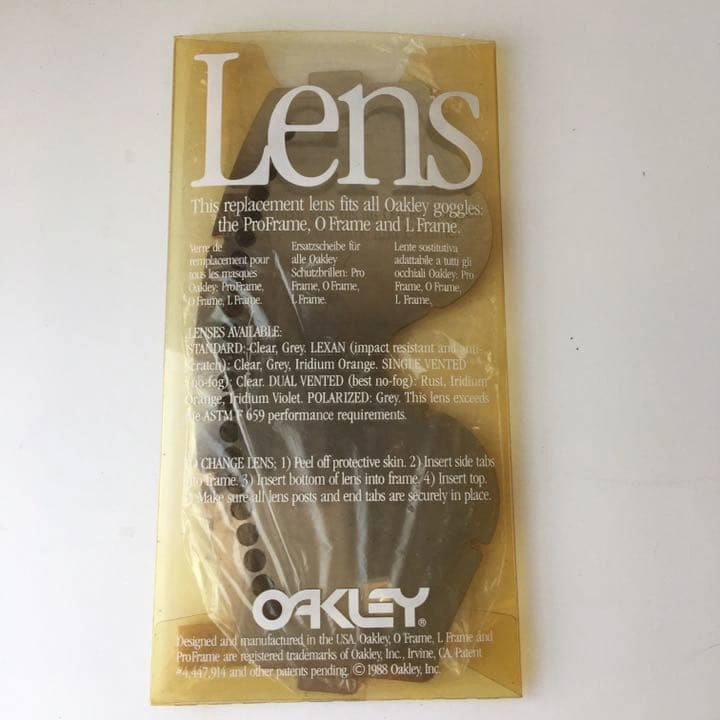 Lens
This replacement lens fits all Oakley goggles:
the ProFrame, O Frame and L Frame.
Verre de
remplacement pour
tous les masques
Oakley: ProFrame,
O Frame, L Frame.
Ersatzscheibe für
alle Oakley
Schutzbrillen: Pro
Frame, O Frame,
L Frame.
Lente sostitutiva
adattabile a tutti gli
occhiali Oakley: Pro
Frame, O Frame,
L Frame.
LENSES AVAILABLE:
STANDARD: Clear, Grey. LEXAN (impact resistant and anti-
scratch): Clear, Grey, Iridium Orange. SINGLE VENTED
(no-fog): Clear. DUAL VENTED (best no-fog): Rust, Iridium
Orange, Iridium Violet. POLARIZED: Grey. This lens exceeds
the ASTM F 659 performance requirements.
TO CHANGE LENS: 1) Peel off protective skin. 2) Insert side tabs
into frame. 3) Insert bottom of lens into frame. 4) Insert top.
Make sure all lens posts and end tabs are securely in place.
OAKLEY®
Designed and manufactured in the USA. Oakley, O Frame, L Frame and
ProFrame are registered trademarks of Oakley, Inc., Irvine, CA. Patent
#4,447,914 and other patents pending. © 1988 Oakley, Inc.